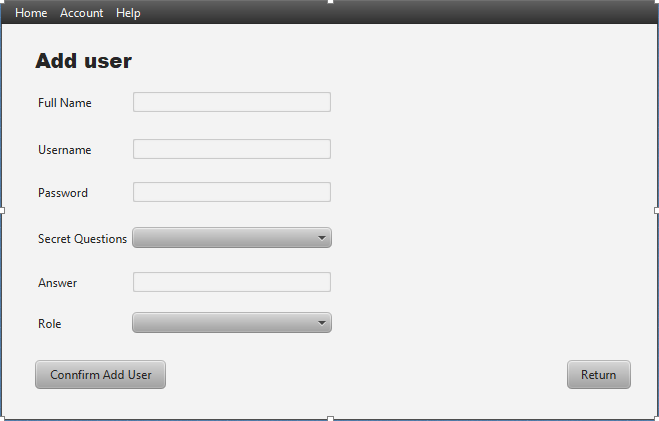 Home Account Help
Add user
Full Name
Username
Password
Secret Questions
Answer
Role
Connfirm Add User Return